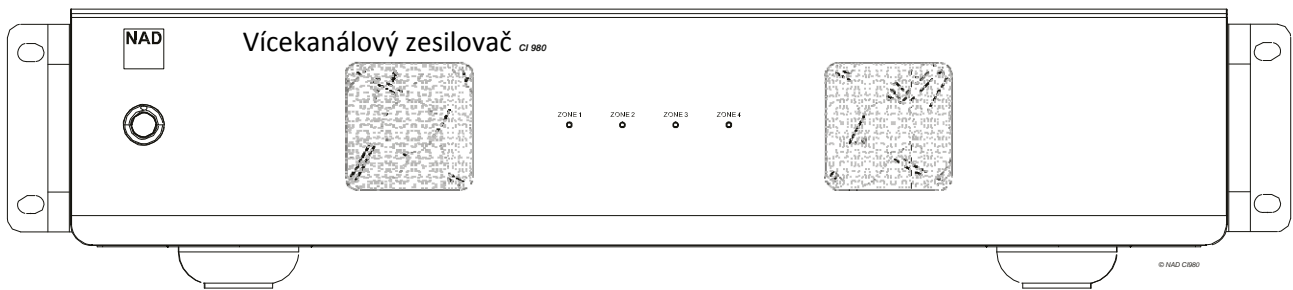 NAD
Vícekanálový zesilovač CI 980
ZONE 1 ZONE 2 ZONE 3 ZONE 4
© NAD CI980